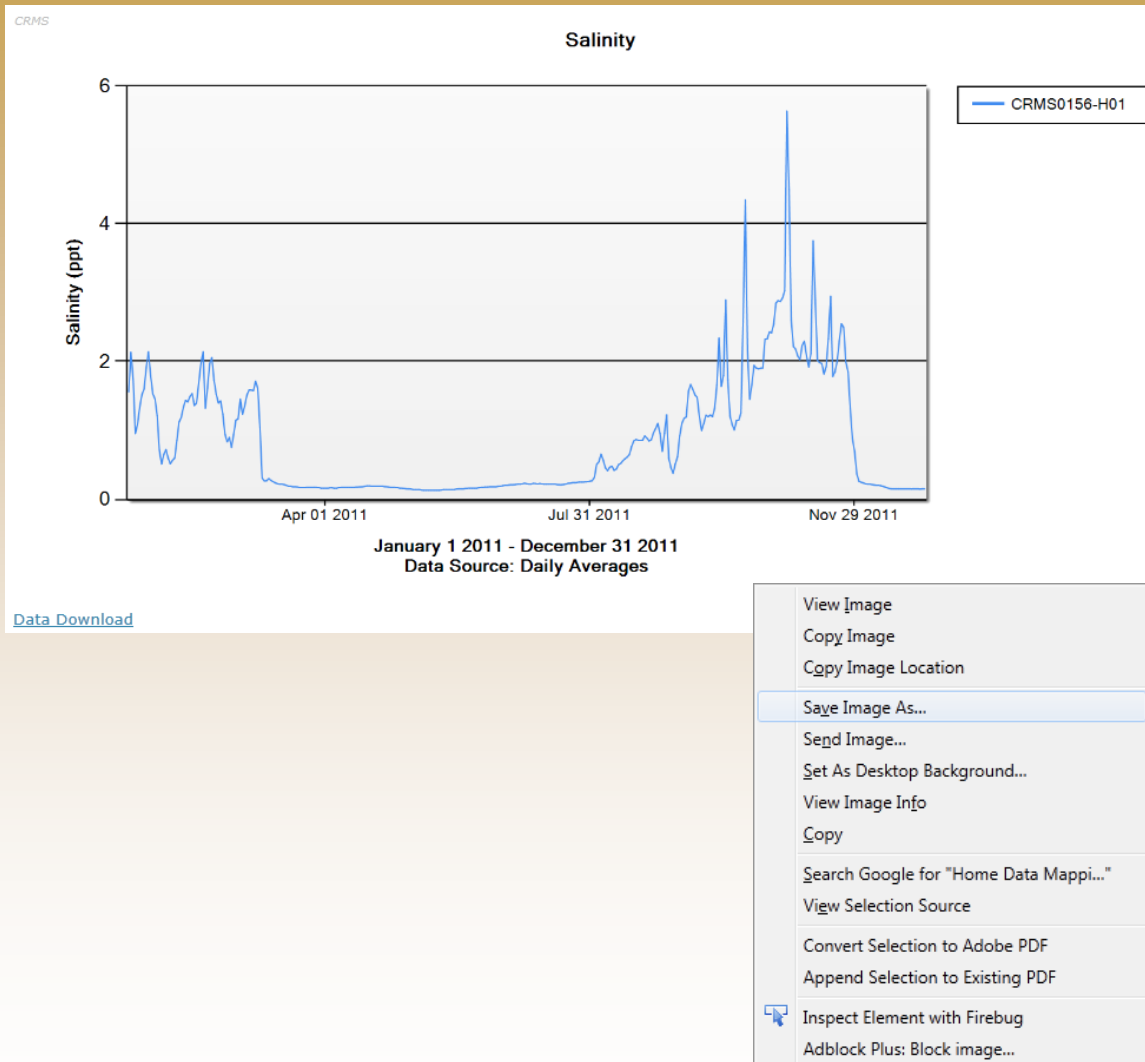 CRMS
Salinity
CRMS0156-H01
6
4
2
0
Salinity (ppt)
Apr 01 2011
Jul 31 2011
Nov 29 2011
January 1 2011 - December 31 2011
Data Source: Daily Averages
Data Download
View Image
Copy Image
Copy Image Location
Save Image As...
Send Image...
Set As Desktop Background...
View Image Info
Copy
Search Google for "Home Data Mappi..."
View Selection Source
Convert Selection to Adobe PDF
Append Selection to Existing PDF
Inspect Element with Firebug
Adblock Plus: Block image...